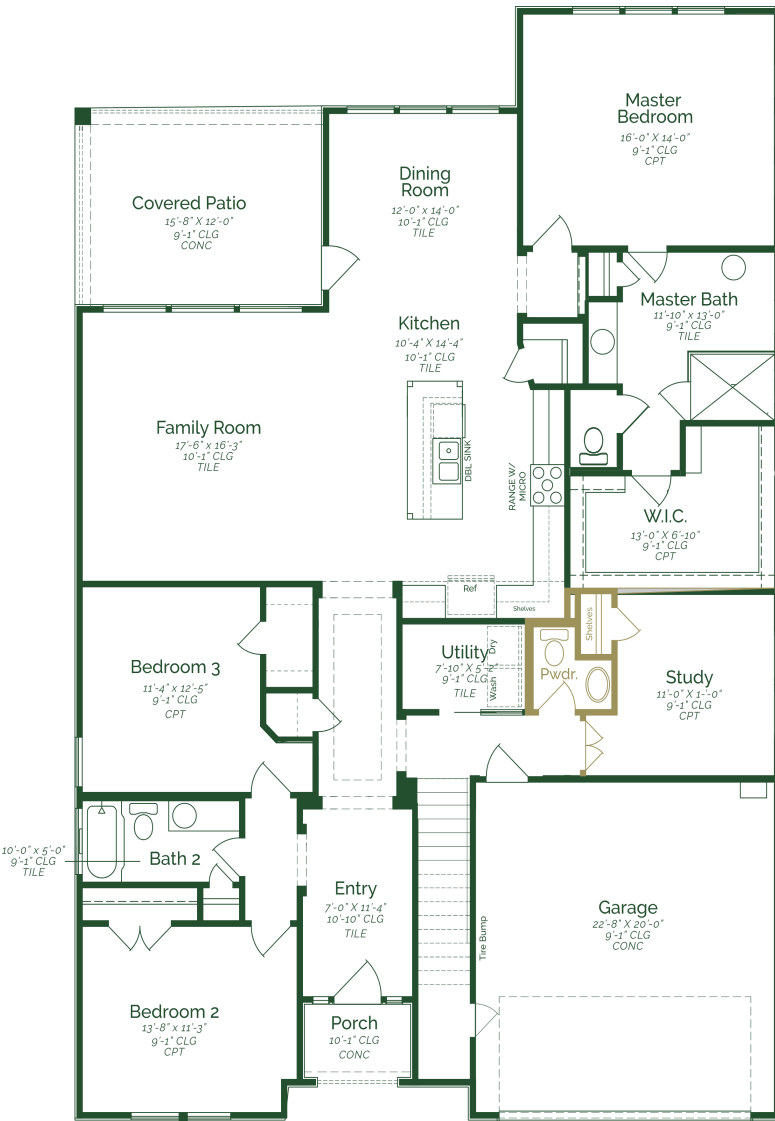 Master
Bedroom
16'-0" X 14'-0"
9'-1" CLG
CPT
Dining
Room
12'-0" x 14'-0"
10'-1" CLG
TILE
Covered Patio
15'-8" X 12'-0"
9'-1" CLG
CONC
Master Bath
11'-10" x 13'-0"
9'-1" CLG
TILE
Kitchen
10'-4" X 14'-4"
10'-1" CLG
TILE
Family Room
17'-6" x 16'-3"
10'-1" CLG
TILE
DBL SINK
RANGE W/
MICRO
W.I.C.
13'-0" X 6'-10"
9'-1" CLG
CPT
Ref
Shelves
Shelves
Utility
7'-10" X 5'-2"
9'-1" CLG
TILE
Dry
Wash
Pwdr.
Study
11'-0" X 1-'-0"
9'-1" CLG
CPT
Bedroom 3
11'-4" x 12'-5"
9'-1" CLG
CPT
10'-0" x 5'-0"
9'-1" CLG
TILE
Bath 2
Entry
7'-0" X 11'-4"
10'-10" CLG
TILE
Tire Bump
Garage
22'-8" X 20'-0"
9'-1" CLG
CONC
Bedroom 2
13'-8" x 11'-3"
9'-1" CLG
CPT
Porch
10'-1" CLG
CONC